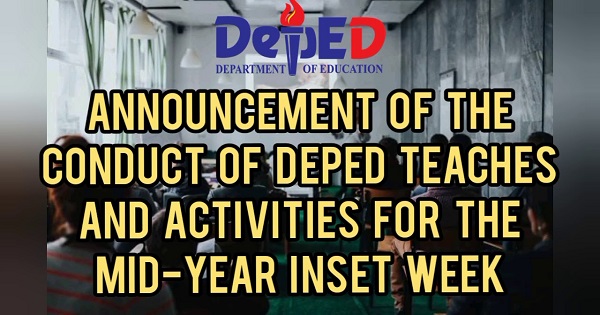 DepED
DEPARTMENT OF EDUCATION
ANNOUNCEMENT OF THE
CONDUCT OF DEPED TEACHES
AND ACTIVITIES FOR THE
MID-YEAR INSET WEEK